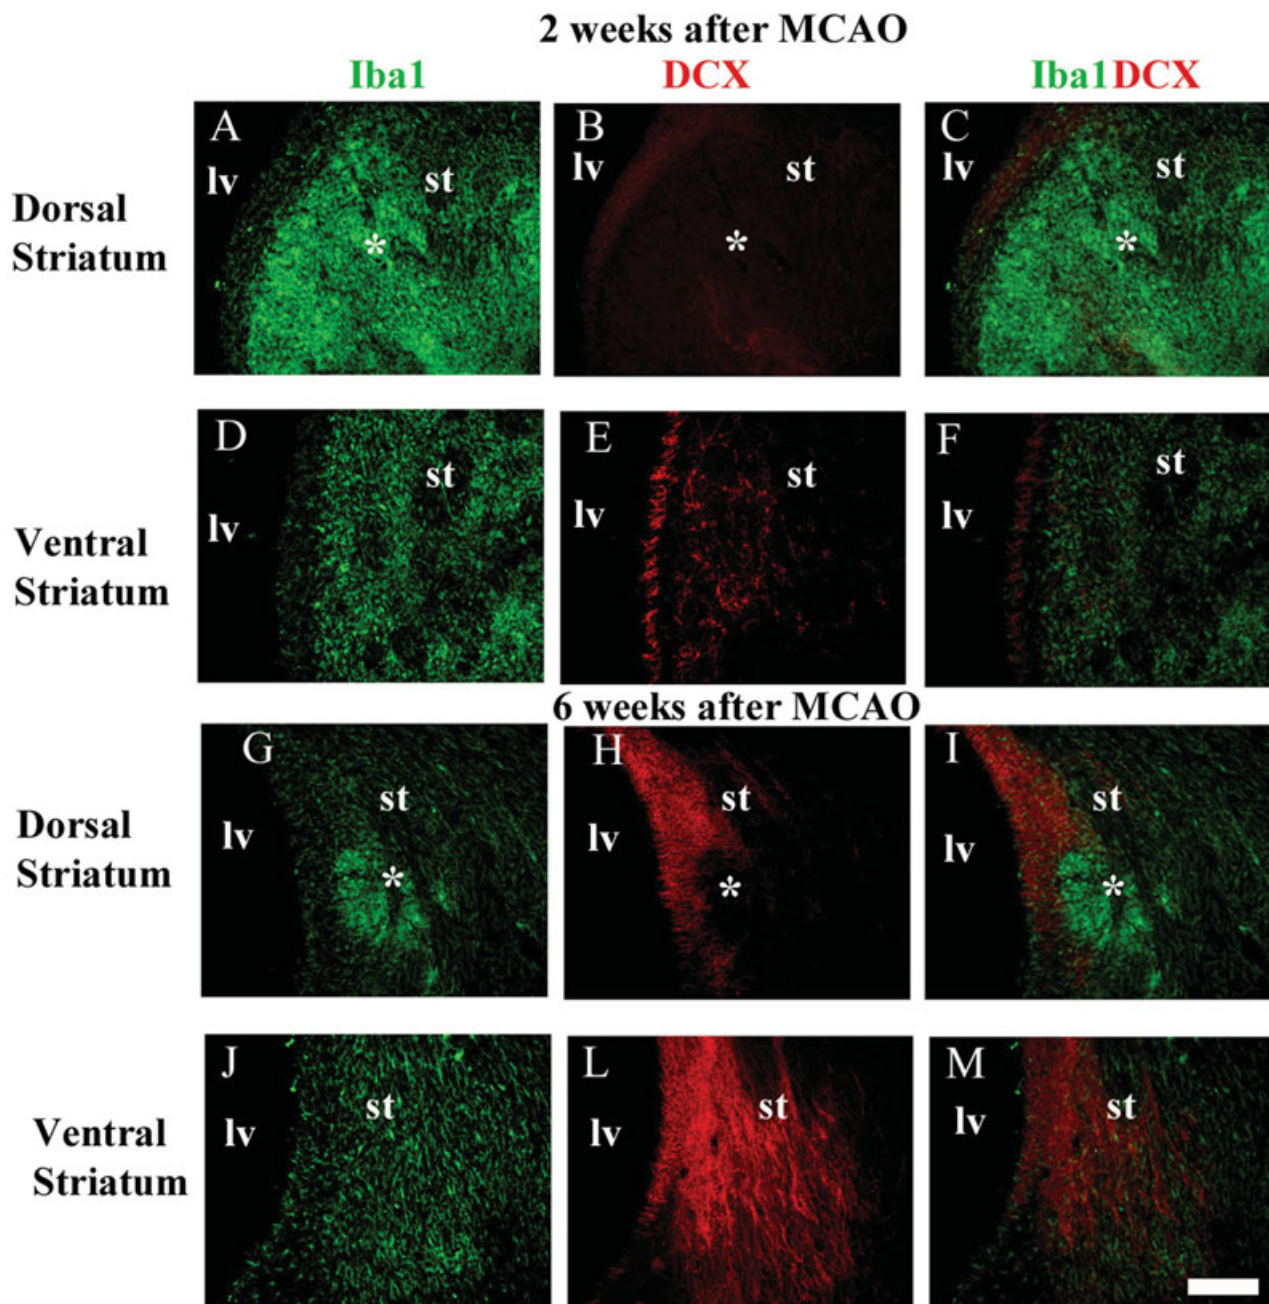 2 weeks after MCAO
Iba1 DCX Iba1DCX
Dorsal
Striatum
A lv st *
B lv st *
C lv st *
Ventral
Striatum
D lv st
E lv st
F lv st
6 weeks after MCAO
Dorsal
Striatum
G lv st *
H lv st *
I lv st *
Ventral
Striatum
J lv st
L lv st
M lv st